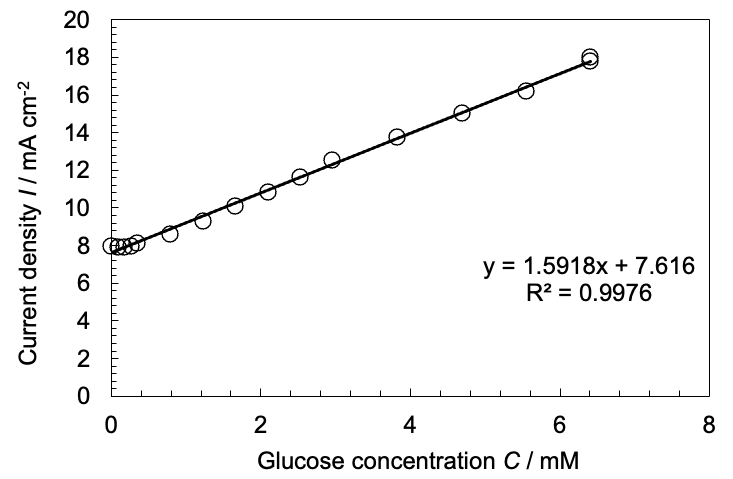 20
18
16
14
12
10
8
6
4
2
0
Current density I / mA cm-2
y = 1.5918x + 7.616
R² = 0.9976
0 2 4 6 8
Glucose concentration C / mM